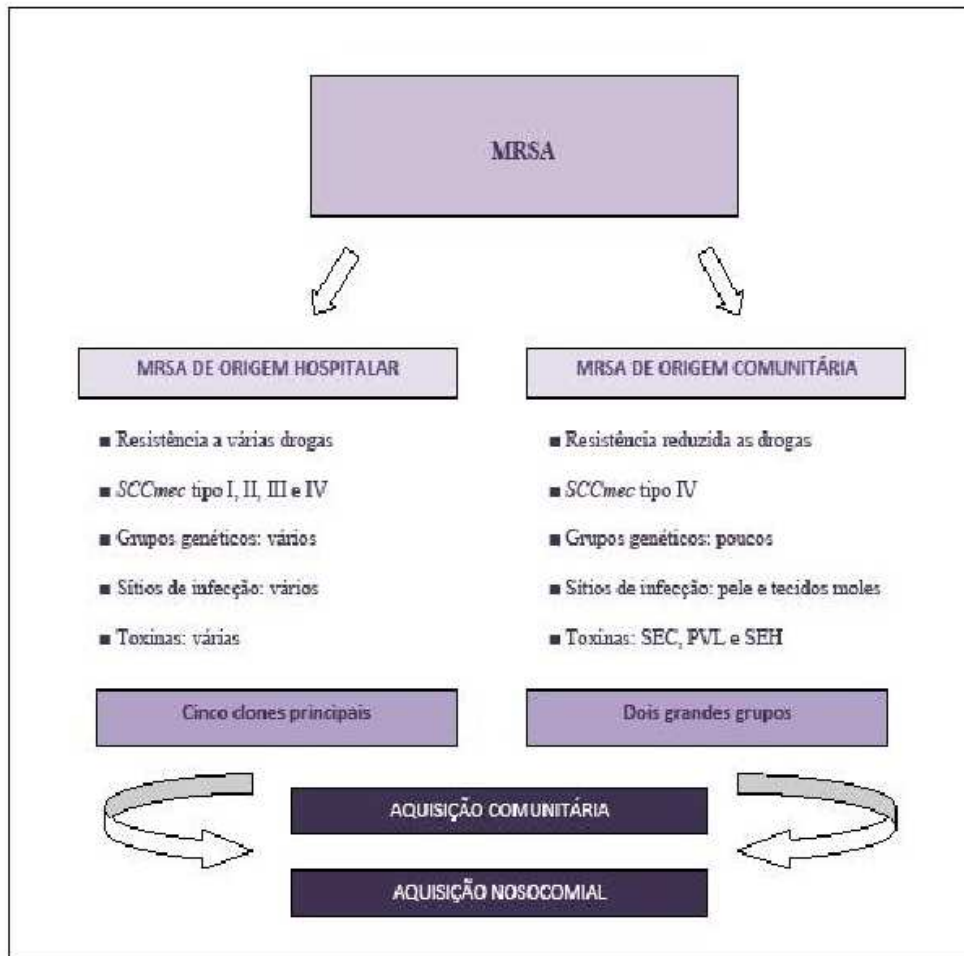 MRSA
MRSA DE ORIGEM HOSPITALAR
■ Resistência a várias drogas
■ SCCmec tipo I, II, III e IV
■ Grupos genéticos: vários
■ Sítios de infecção: vários
■ Toxinas: várias
Cinco clones principais
MRSA DE ORIGEM COMUNITÁRIA
■ Resistência reduzida as drogas
■ SCCmec tipo IV
■ Grupos genéticos: poucos
■ Sítios de infecção: pele e tecidos moles
■ Toxinas: SEC, PVL e SEH
Dois grandes grupos
AQUISIÇÃO COMUNITÁRIA
AQUISIÇÃO NOSOCOMIAL